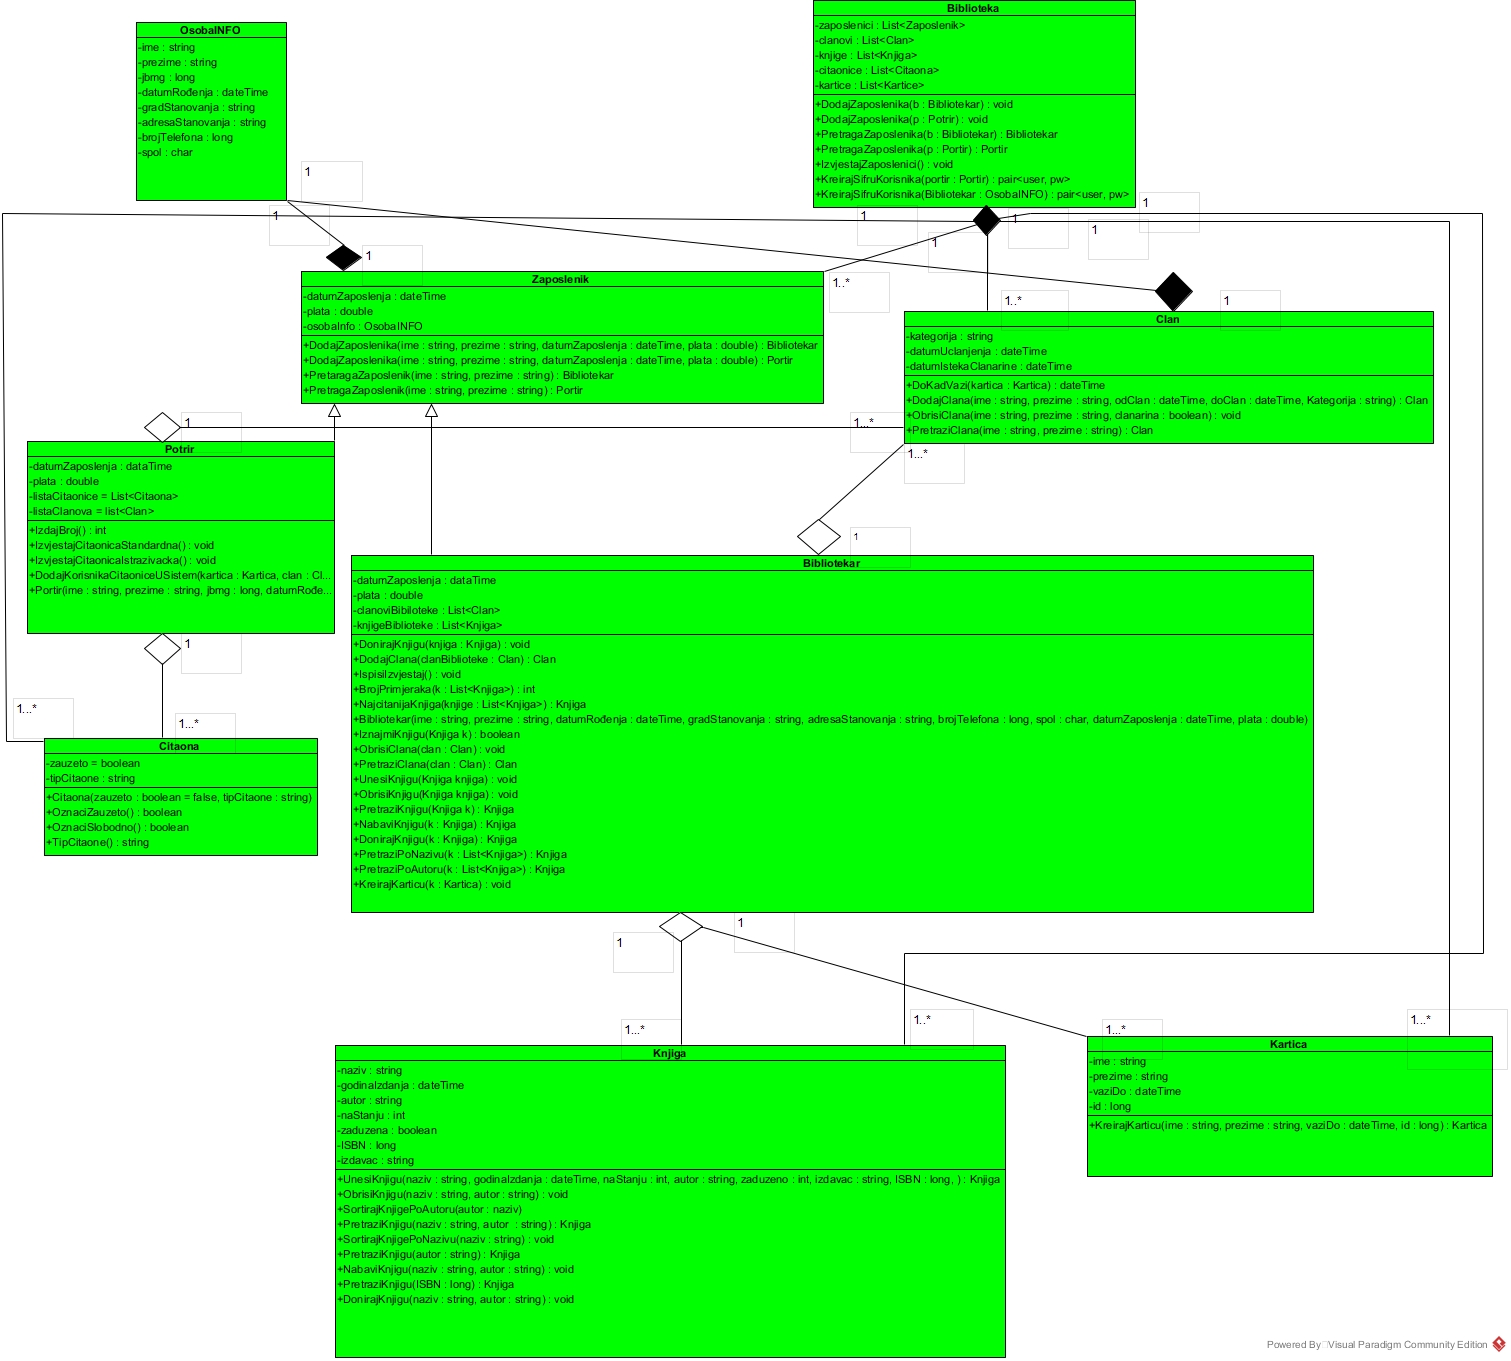 OsobaINFO
-ime : string
-prezime : string
-jbmg : long
-datumRođenja : dateTime
-gradStanovanja : string
-adresaStanovanja : string
-brojTelefona : long
-spol : char
Biblioteka
-zaposlenici : List<Zaposlenik>
-clanovi : List<Clan>
-knjige : List<Knjiga>
-citaonice : List<Citaona>
-kartice : List<Kartice>
+DodajZaposlenika(b : Bibliotekar) : void
+DodajZaposlenika(p : Potrir) : void
+PretragaZaposlenika(b : Bibliotekar) : Bibliotekar
+PretragaZaposlenika(p : Portir) : Portir
+IzvjestajZaposlenici() : void
+KreirajSifruKorisnika(portir : Portir) : pair<user, pw>
+KreirajSifruKorisnika(Bibliotekar : OsobaINFO) : pair<user, pw>
1
1
1
1
1
1
1
1
1..*
1..*
1
Zaposlenik
-datumZaposlenja : dateTime
-plata : double
-osobaInfo : OsobaINFO
+DodajZaposlenika(ime : string, prezime : string, datumZaposlenja : dateTime, plata : double) : Bibliotekar
+DodajZaposlenika(ime : string, prezime : string, datumZaposlenja : dateTime, plata : double) : Portir
+PretaragaZaposlenik(ime : string, prezime : string) : Bibliotekar
+PretragaZaposlenik(ime : string, prezime : string) : Portir
Clan
-kategorija : string
-datumUclanjenja : dateTime
-datumIstekaClanarine : dateTime
+DoKadVazi(kartica : Kartica) : dateTime
+DodajClana(ime : string, prezime : string, odClan : dateTime, doClan : dateTime, Kategorija : string) : Clan
+ObrisiClana(ime : string, prezime : string, clanarina : boolean) : void
+PretraziClana(ime : string, prezime : string) : Clan
1
1...*
1...*
1
Potrir
-datumZaposlenja : dataTime
-plata : double
-listaCitaonice = List<Citaona>
-listaClanova = list<Clan>
+IzdajBroj() : int
+IzvjestajCitaonicaStandardna() : void
+IzvjestajCitaonicaIstrazivacka() : void
+DodajKorisnikaCitaoniceUSistem(kartica : Kartica, clan : Cl...
+Portir(ime : string, prezime : string, jbmg : long, datumRođe...
1
1...*
1...*
Citaona
-zauzeto = boolean
-tipCitaone : string
+Citaona(zauzeto : boolean = false, tipCitaone : string)
+OznaciZauzeto() : boolean
+OznaciSlobodno() : boolean
+TipCitaone() : string
Bibliotekar
-datumZaposlenja : dataTime
-plata : double
-clanoviBibiloteke : List<Clan>
-knjigeBiblioteke : List<Knjiga>
+DonirajKnjigu(knjiga : Knjiga) : void
+DodajClana(clanBiblioteke : Clan) : Clan
+IspisiIzvjestaj() : void
+BrojPrimjeraka(k : List<Knjiga>) : int
+NajcitanijaKnjiga(knjige : List<Knjiga>) : Knjiga
+Bibliotekar(ime : string, prezime : string, datumRođenja : dateTime, gradStanovanja : string, adresaStanovanja : string, brojTelefona : long, spol : char, datumZaposlenja : dateTime, plata : double)
+IznajmiKnjigu(Knjiga k) : boolean
+ObrisiClana(clan : Clan) : void
+PretraziClana(clan : Clan) : Clan
+UnesiKnjigu(Knjiga knjiga) : void
+ObrisiKnjigu(Knjiga knjiga) : void
+PretraziKnjigu(Knjiga k) : Knjiga
+NabaviKnjigu(k : Knjiga) : Knjiga
+DonirajKnjigu(k : Knjiga) : Knjiga
+PretraziPoNazivu(k : List<Knjiga>) : Knjiga
+PretraziPoAutoru(k : List<Knjiga>) : Knjiga
+KreirajKarticu(k : Kartica) : void
1
1
1...*
1..*
1...*
1...*
Knjiga
-naziv : string
-godinaIzdanja : dateTime
-autor : string
-naStanju : int
-zaduzena : boolean
-ISBN : long
-izdavac : string
+UnesiKnjigu(naziv : string, godinaIzdanja : dateTime, naStanju : int, autor : string, zaduzeno : int, izdavac : string, ISBN : long, ) : Knjiga
+ObrisiKnjigu(naziv : string, autor : string) : void
+SortirajKnjigePoAutoru(autor : naziv)
+PretraziKnjigu(naziv : string, autor : string) : Knjiga
+SortirajKnjigePoNazivu(naziv : string) : void
+PretraziKnjigu(autor : string) : Knjiga
+NabaviKnjigu(naziv : string, autor : string) : void
+PretraziKnjigu(ISBN : long) : Knjiga
+DonirajKnjigu(naziv : string, autor : string) : void
Kartica
-ime : string
-prezime : string
-vaziDo : dateTime
-id : long
+KreirajKarticu(ime : string, prezime : string, vaziDo : dateTime, id : long) : Kartica
Powered By Visual Paradigm Community Edition